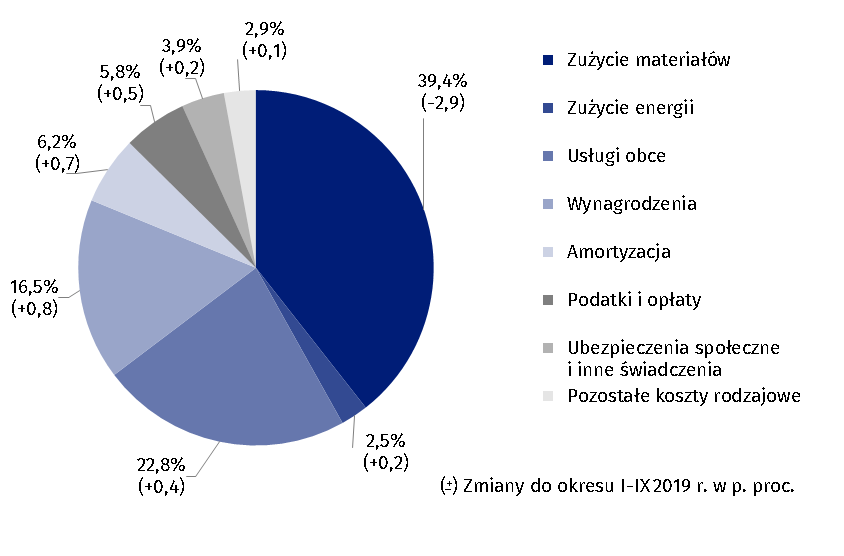 2,9%
(+0,1)
3,9%
(+0,2)
5,8%
(+0,5)
6,2%
(+0,7)
16,5%
(+0,8)
22,8%
(+0,4)
2,5%
(+0,2)
39,4%
(-2,9)
Zużycie materiałów
Zużycie energii
Usługi obce
Wynagrodzenia
Amortyzacja
Podatki i opłaty
Ubezpieczenia społeczne
i inne świadczenia
Pozostałe koszty rodzajowe
(±) Zmiany do okresu I-IX 2019 r. w p. proc.